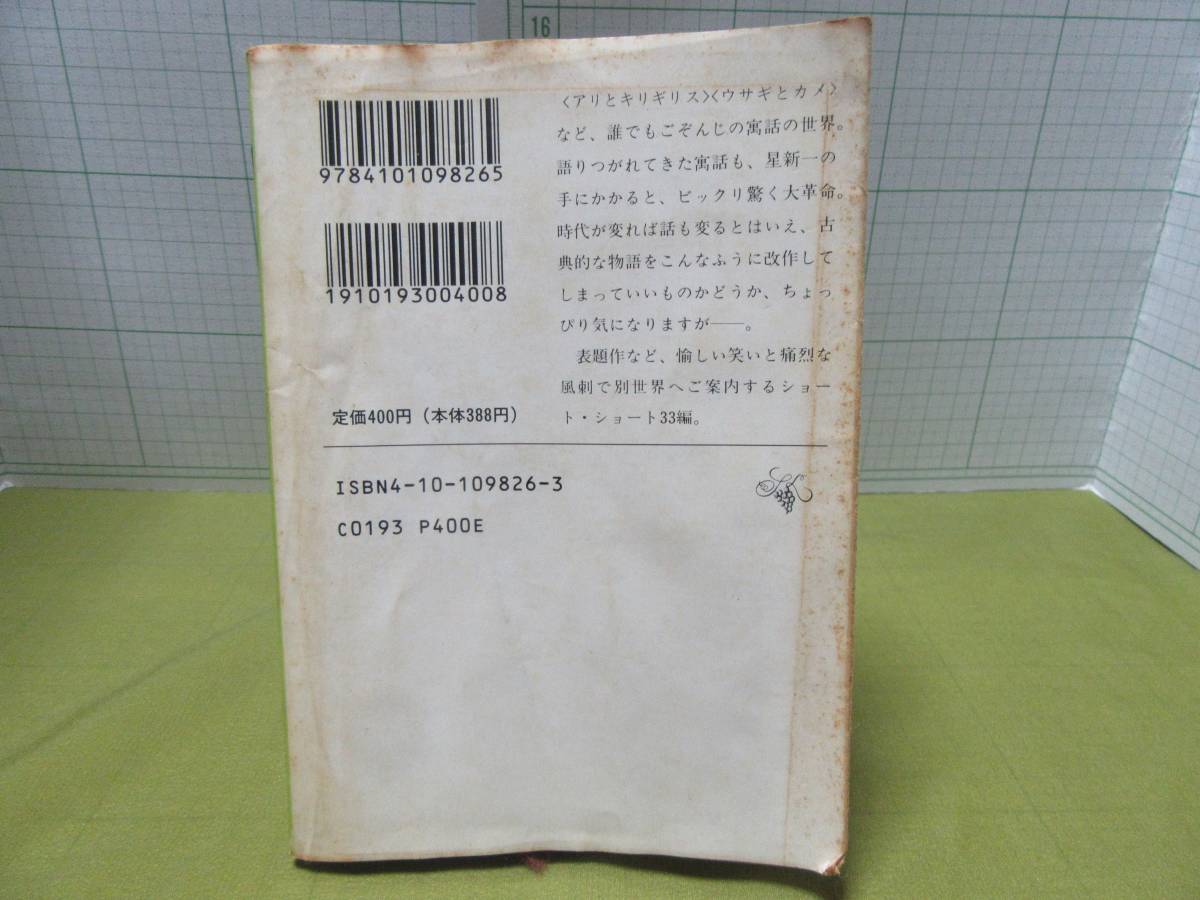 16
9784101098265
1910193004008
定価400円（本体388円）
〈アリとキリギリス〉〈ウサギとカメ〉
など、誰でもごぞんじの寓話の世界。
語りつがれてきた寓話も、星新一の
手にかかると、ビックリ驚く大革命。
時代が変れば話も変るとはいえ、古
典的な物語をこんなふうに改作して
しまっていいものかどうか、ちょっ
ぴり気になりますが――。
表題作など、愉しい笑いと痛烈な
風刺で別世界へご案内するショー
ト・ショート33編。
ISBN4-10-109826-3
C0193 P400E